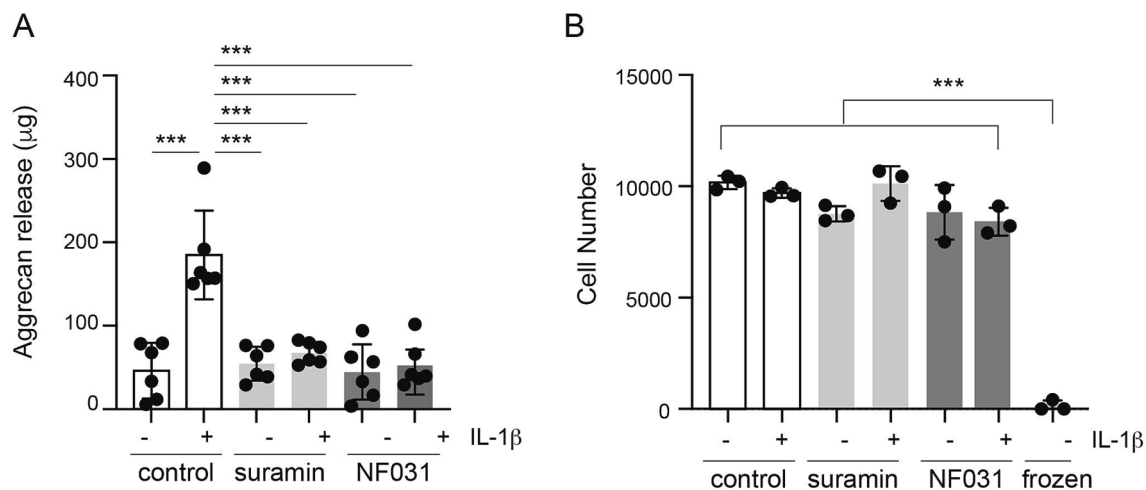 A
***
***
***
***
***
400
300
200
100
0
Aggrecan release (μg)
- + - + - + IL-1β
control suramin NF031
B
***
15000
10000
5000
0
Cell Number
- + - + - + - IL-1β
control suramin NF031 frozen